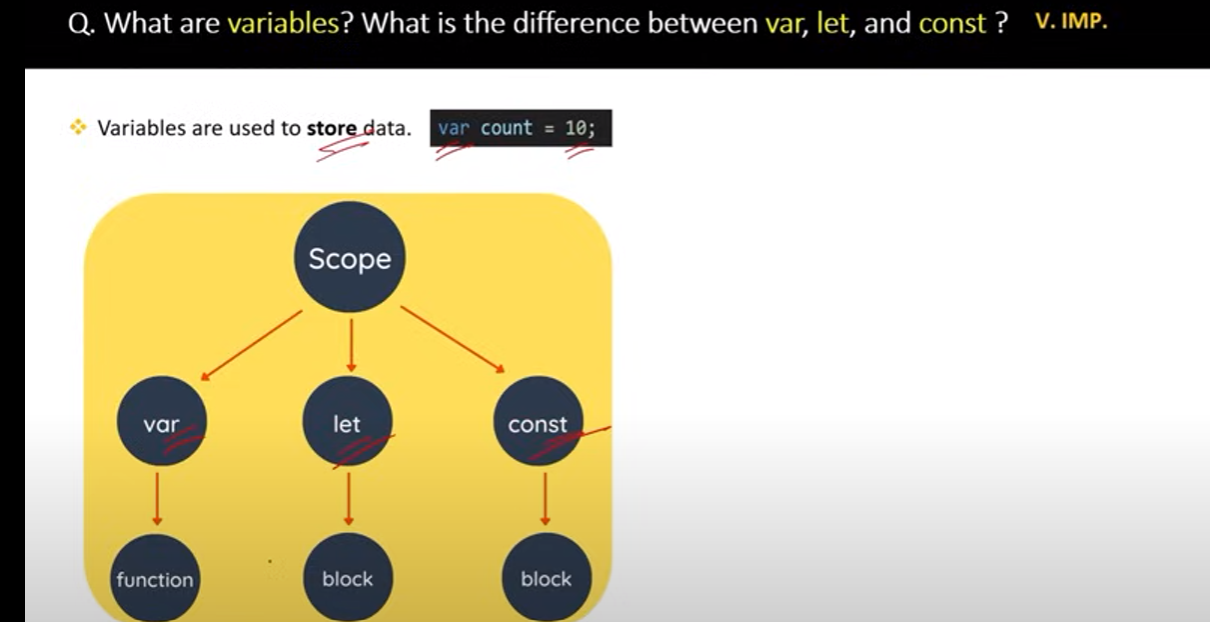 Q. What are variables? What is the difference between var, let, and const ? V. IMP.
Variables are used to store data. var count = 10;
Scope
var let const
function block block